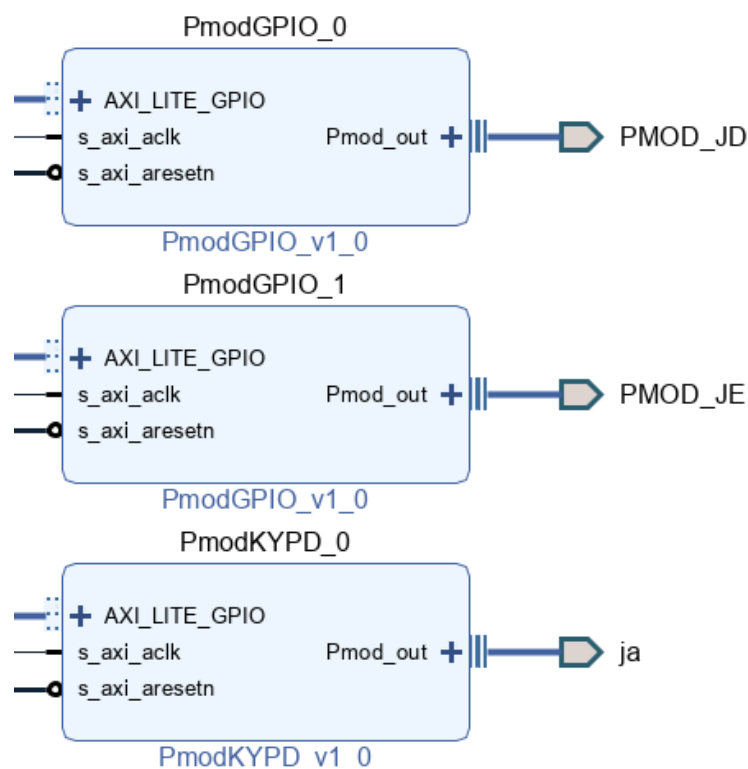 PmodGPIO_0
AXI_LITE_GPIO
s_axi_aclk
Pmod_out
PMOD_JD
s_axi_aresetn
PmodGPIO_v1_0
PmodGPIO_1
AXI_LITE_GPIO
s_axi_aclk
Pmod_out
PMOD_JE
s_axi_aresetn
PmodGPIO_v1_0
PmodKYPD_0
AXI_LITE_GPIO
s_axi_aclk
Pmod_out
ja
s_axi_aresetn
PmodKYPD_v1_0